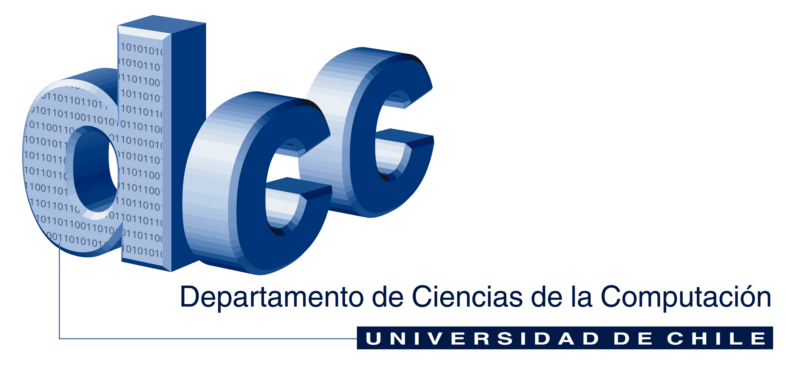 dcc
Departamento de Ciencias de la Computación
UNIVERSIDAD DE CHILE